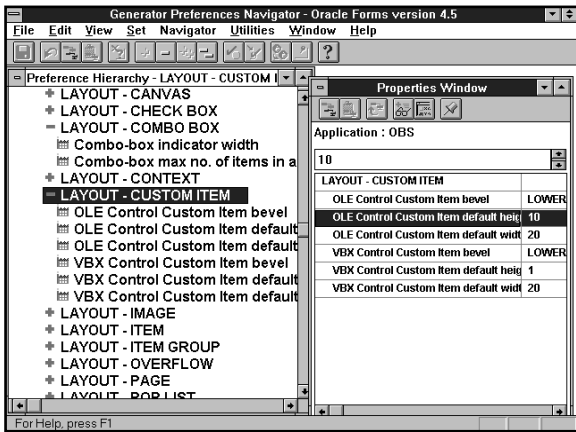 Generator Preferences Navigator - Oracle Forms version 4.5
File Edit View Set Navigator Utilities Window Help
Preference Hierarchy - LAYOUT - CUSTOM I
LAYOUT - CANVAS
LAYOUT - CHECK BOX
LAYOUT - COMBO BOX
Combo-box indicator width
Combo-box max no. of items in a
LAYOUT - CONTEXT
LAYOUT - CUSTOM ITEM
OLE Control Custom Item bevel
OLE Control Custom Item default
OLE Control Custom Item default
VBX Control Custom Item bevel
VBX Control Custom Item default
VBX Control Custom Item default
LAYOUT - IMAGE
LAYOUT - ITEM
LAYOUT - ITEM GROUP
LAYOUT - OVERFLOW
LAYOUT - PAGE
LAYOUT - POP LIST
Properties Window
Application : OBS
10
LAYOUT - CUSTOM ITEM
OLE Control Custom Item bevel LOWER
OLE Control Custom Item default heig 10
OLE Control Custom Item default widt 20
VBX Control Custom Item bevel LOWER
VBX Control Custom Item default heig 1
VBX Control Custom Item default widt 20
For Help, press F1